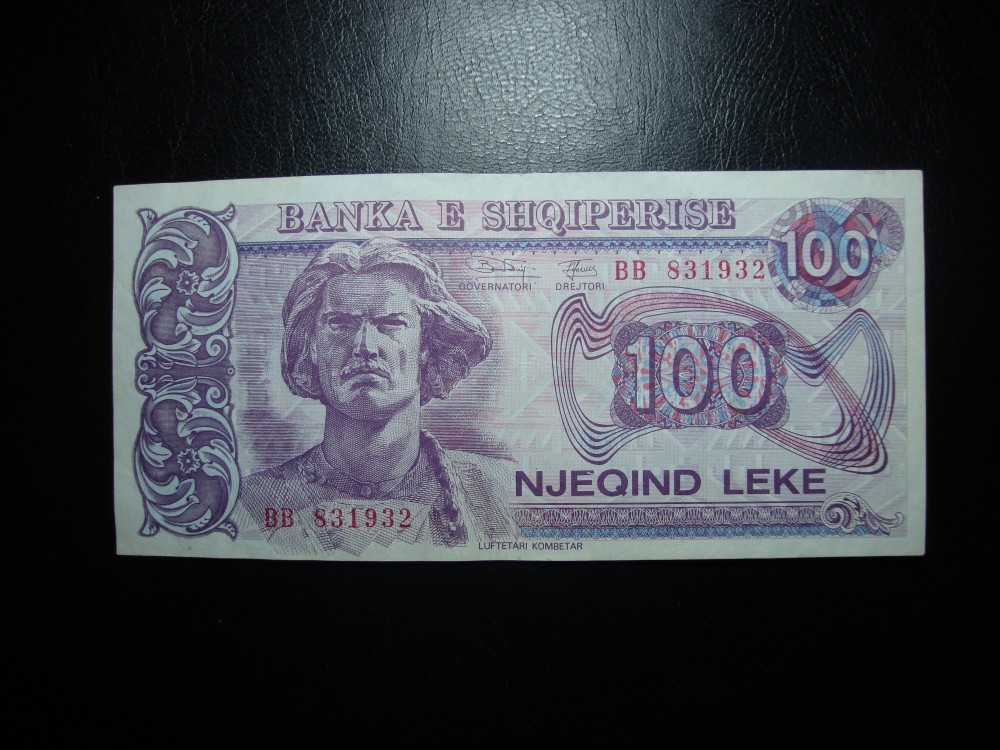 BANKA E SHQIPERISE
100
BB 831932
GOVERNATORI DREJTORI
100
NJEQIND LEKE
BB 831932
LUFTETARI KOMBETAR